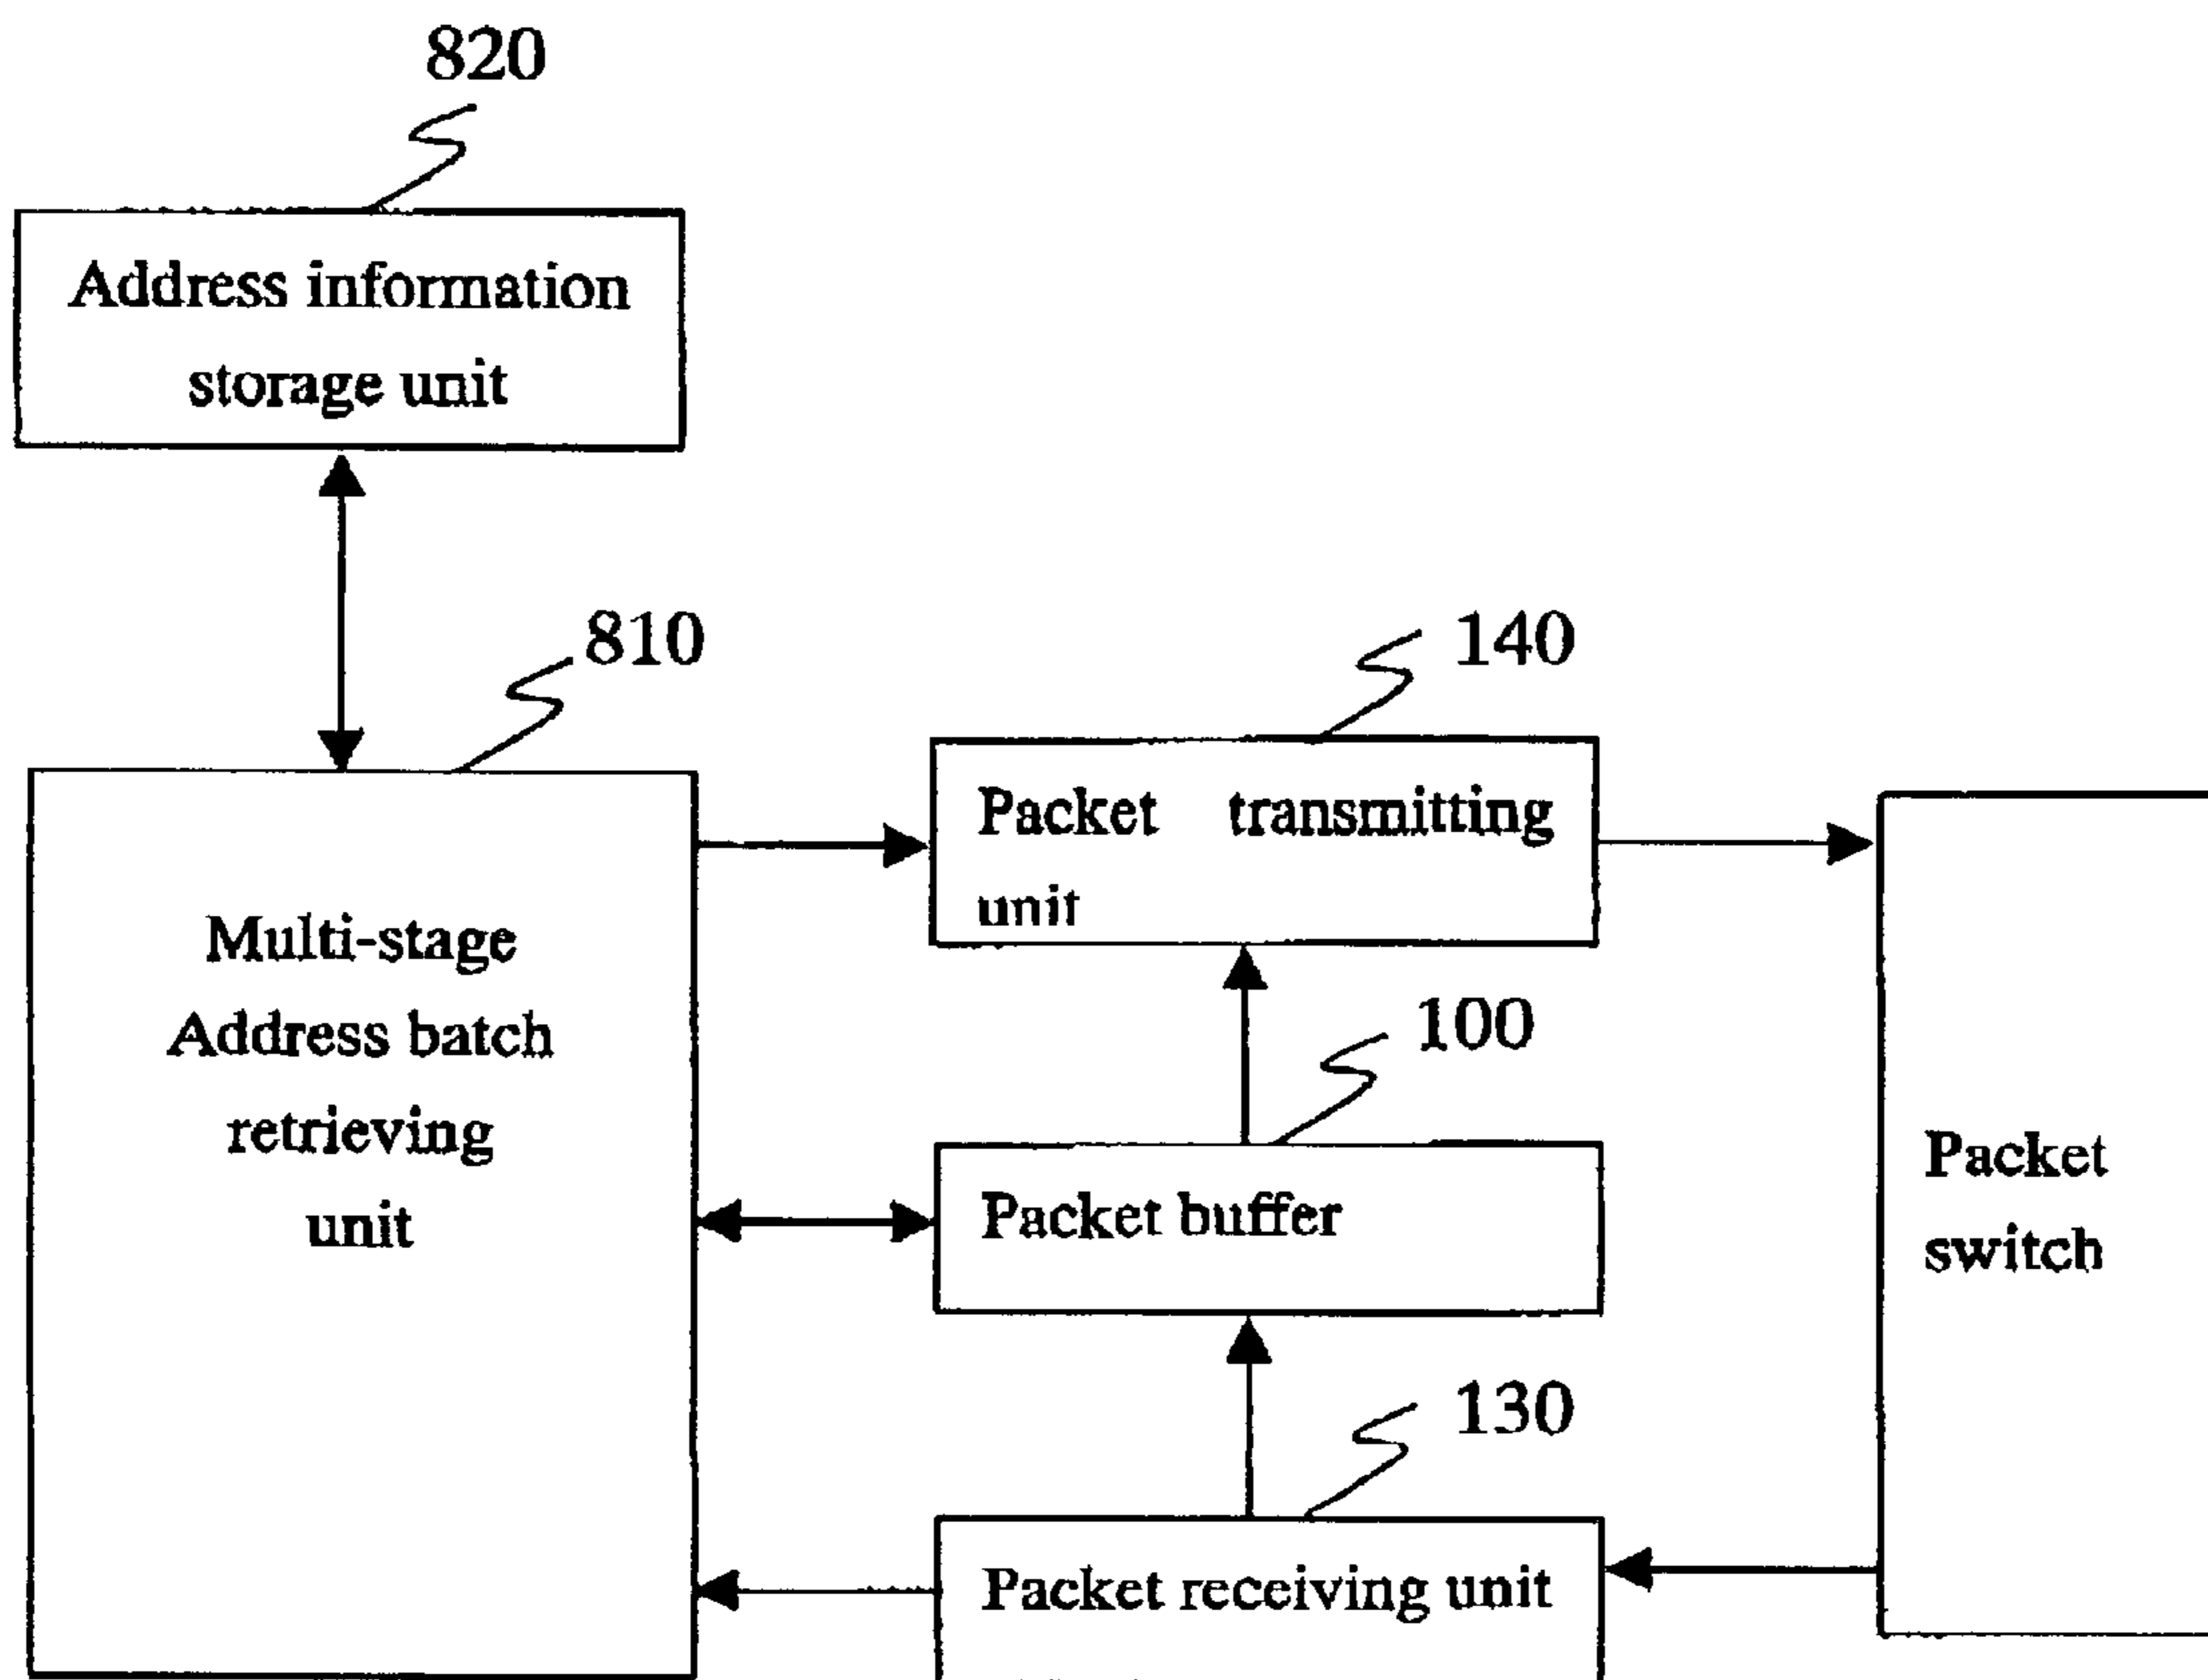 820
Address information
storage unit
810
140
Packet transmitting
unit
Multi-stage
Address batch
retrieving
unit
100
Packet buffer
Packet
switch
130
Packet receiving unit